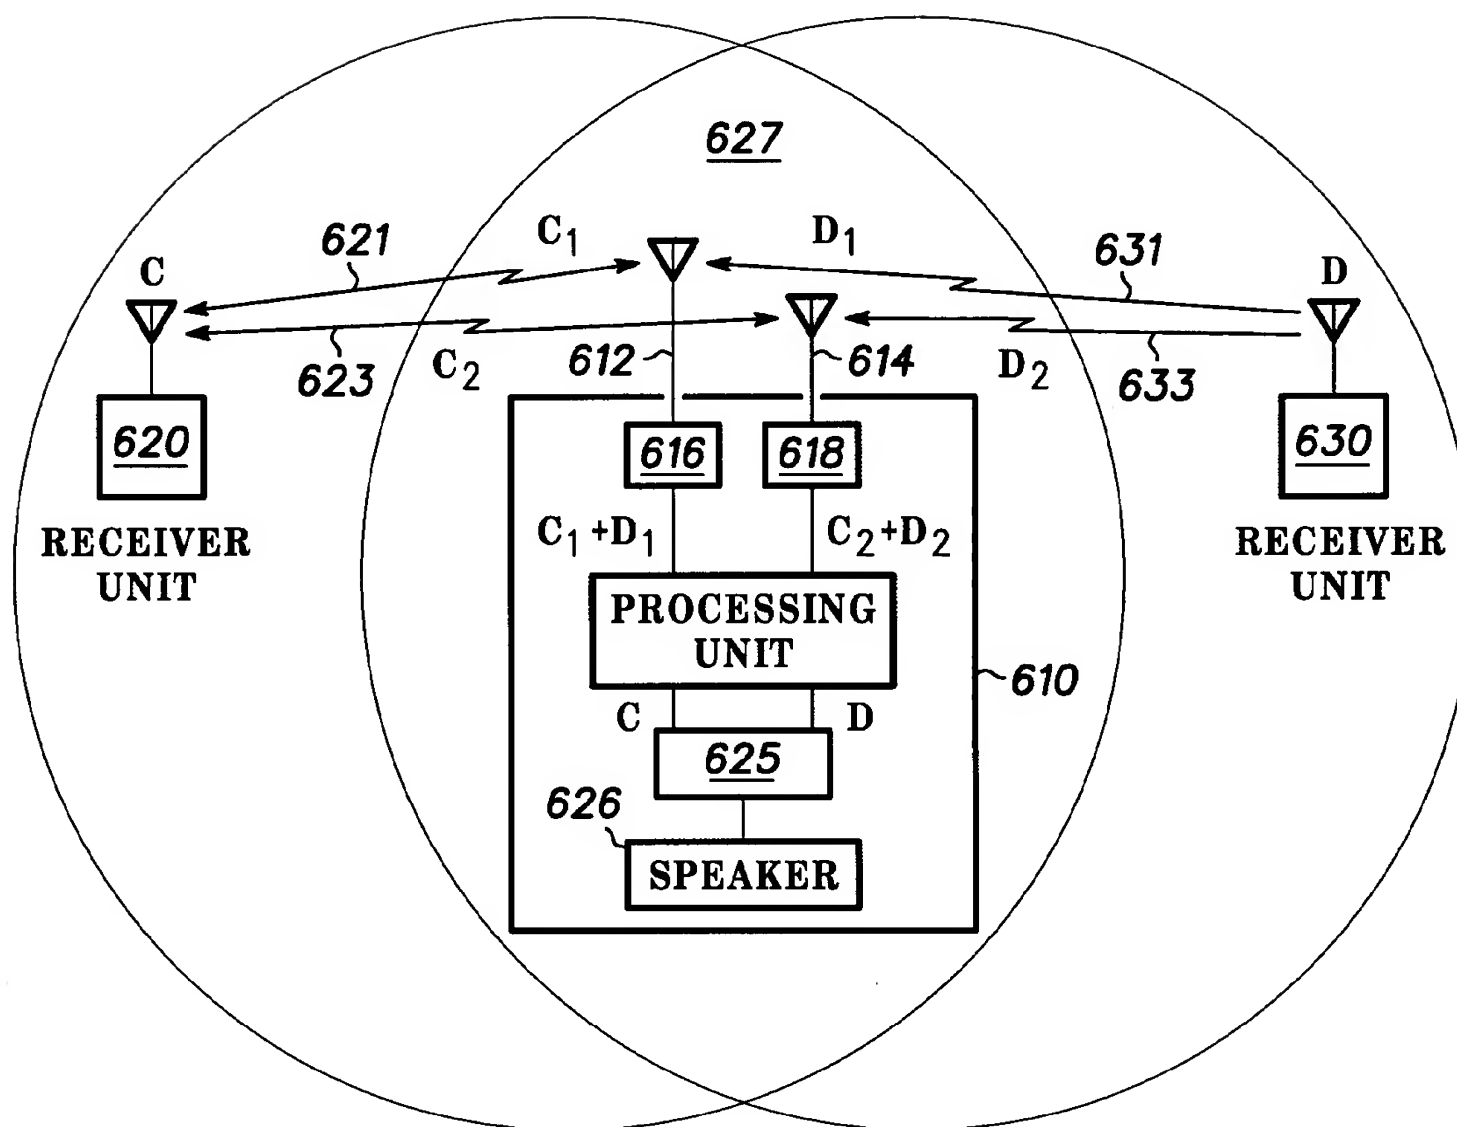 627
621
C1
D1
631
C
D
623
C2
612
614
D2
633
620
616
618
630
RECEIVER
UNIT
C1 +D1
C2+D2
RECEIVER
UNIT
PROCESSING
UNIT
610
C
D
625
626
SPEAKER